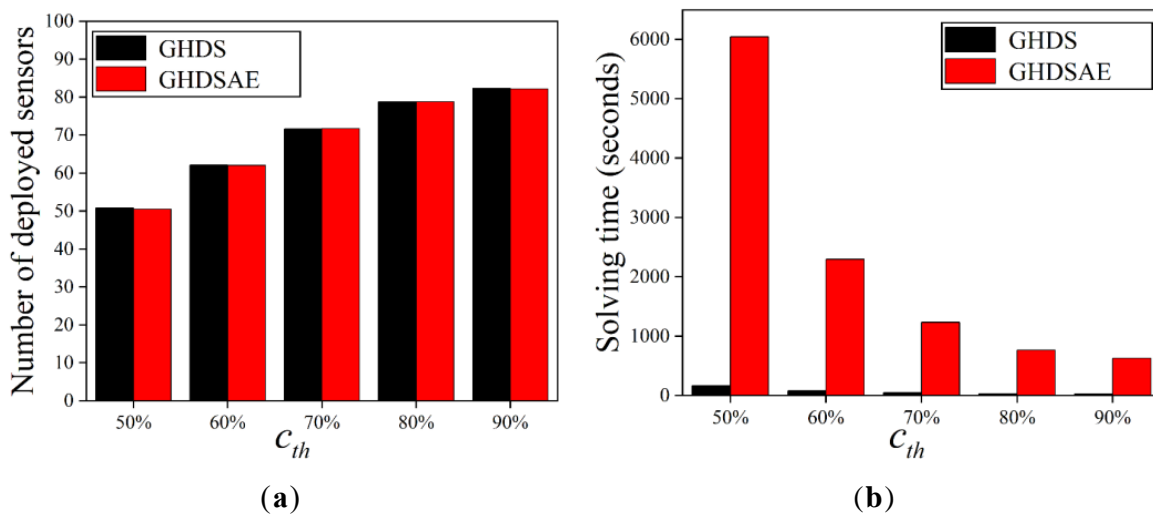 100
90
80
70
60
50
40
30
20
10
0
Number of deployed sensors
GHDS
GHDSAE
50% 60% 70% 80% 90%
c_th
(a)
6000
5000
4000
3000
2000
1000
0
Solving time (seconds)
GHDS
GHDSAE
50% 60% 70% 80% 90%
c_th
(b)